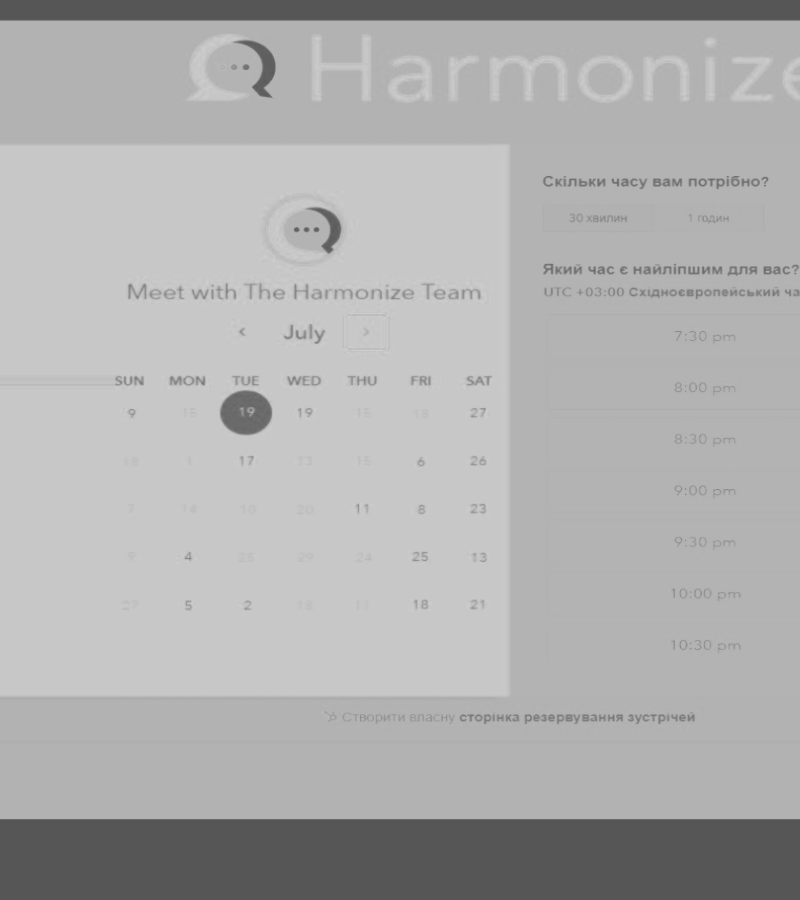 Harmonize
Meet with The Harmonize Team
July
SUN MON TUE WED THU FRI SAT
9 15 19 19 15 18 27
18 1 17 13 15 6 26
7 14 10 20 11 8 23
9 4 25 29 24 25 13
27 5 2 16 11 18 21
Скільки часу вам потрібно?
30 хвилин 1 годин
Який час є найліпшим для вас?
UTC +03:00 Східноєвропейський ча
7:30 pm
8:00 pm
8:30 pm
9:00 pm
9:30 pm
10:00 pm
10:30 pm
Створити власну сторінка резервування зустрічей